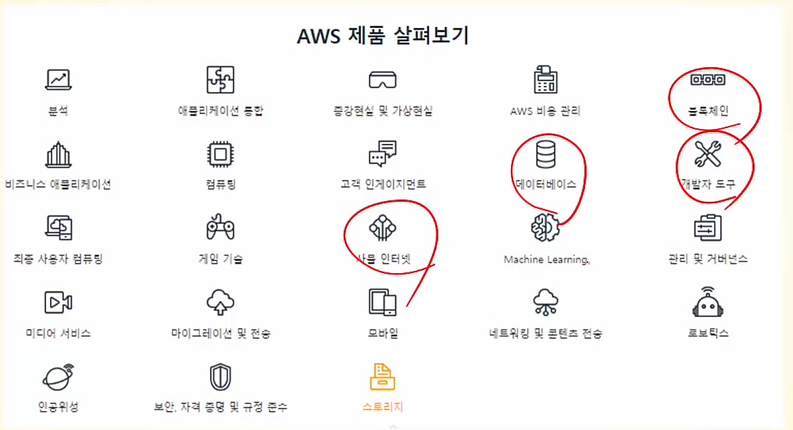 AWS 제품 살펴보기
분석 애플리케이션 통합 증강현실 및 가상현실 AWS 비용 관리 블록체인
비즈니스 애플리케이션 컴퓨팅 고객 인게이지먼트 데이터베이스 개발자 도구
최종 사용자 컴퓨팅 게임 기술 사물 인터넷 Machine Learning 관리 및 거버넌스
미디어 서비스 마이그레이션 및 전송 모바일 네트워킹 및 콘텐츠 전송 로보틱스
인공위성 보안, 자격 증명 및 규정 준수 스토리지